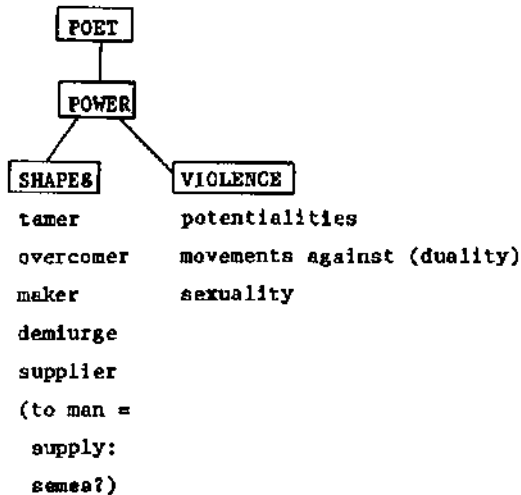 POET
POWER
SHAPES VIOLENCE
tamer potentialities
overcomer movements against (duality)
maker sexuality
demiurge
supplier
(to man =
supply:
semes?)